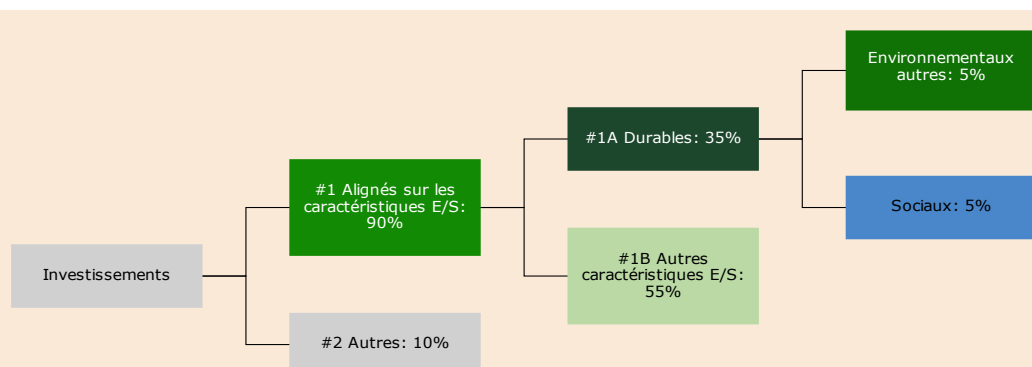 Environnementaux
autres: 5%
#1A Durables: 35%
#1 Alignés sur les
caractéristiques E/S:
90%
Sociaux: 5%
#1B Autres
caractéristiques E/S:
55%
Investissements
#2 Autres: 10%